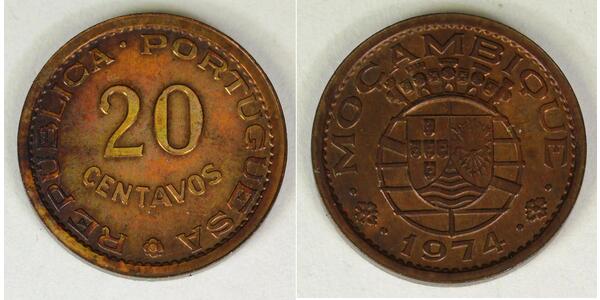 REPUBLICA · PORTUGUESA
20
CENTAVOS
· MOÇAMBIQUE ·
1974